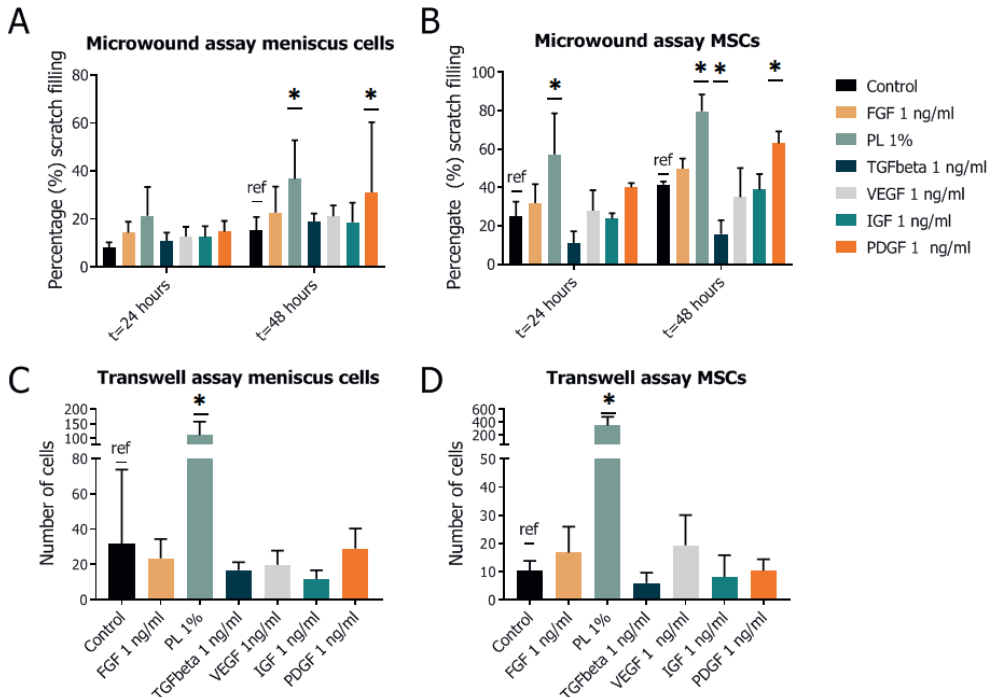 A
Microwound assay meniscus cells
Percentage (%) scratch filling
80
60
40
20
0
ref
*
*
t=24 hours
t=48 hours
B
Microwound assay MSCs
Percengate (%) scratch filling
100
80
60
40
20
0
ref
*
ref
*
*
*
t=24 hours
t=48 hours
Control
FGF 1 ng/ml
PL 1%
TGFbeta 1 ng/ml
VEGF 1 ng/ml
IGF 1 ng/ml
PDGF 1 ng/ml
C
Transwell assay meniscus cells
Number of cells
200
150
100
80
60
40
20
0
ref
*
Control
FGF 1 ng/ml
PL 1%
TGFbeta 1 ng/ml
VEGF 1ng/ml
IGF 1 ng/ml
PDGF 1 ng/ml
D
Transwell assay MSCs
Number of cells
600
400
200
50
40
30
20
10
0
ref
*
Control
FGF 1 ng/ml
PL 1%
TGFbeta 1 ng/ml
VEGF 1 ng/ml
IGF 1 ng/ml
PDGF 1 ng/ml